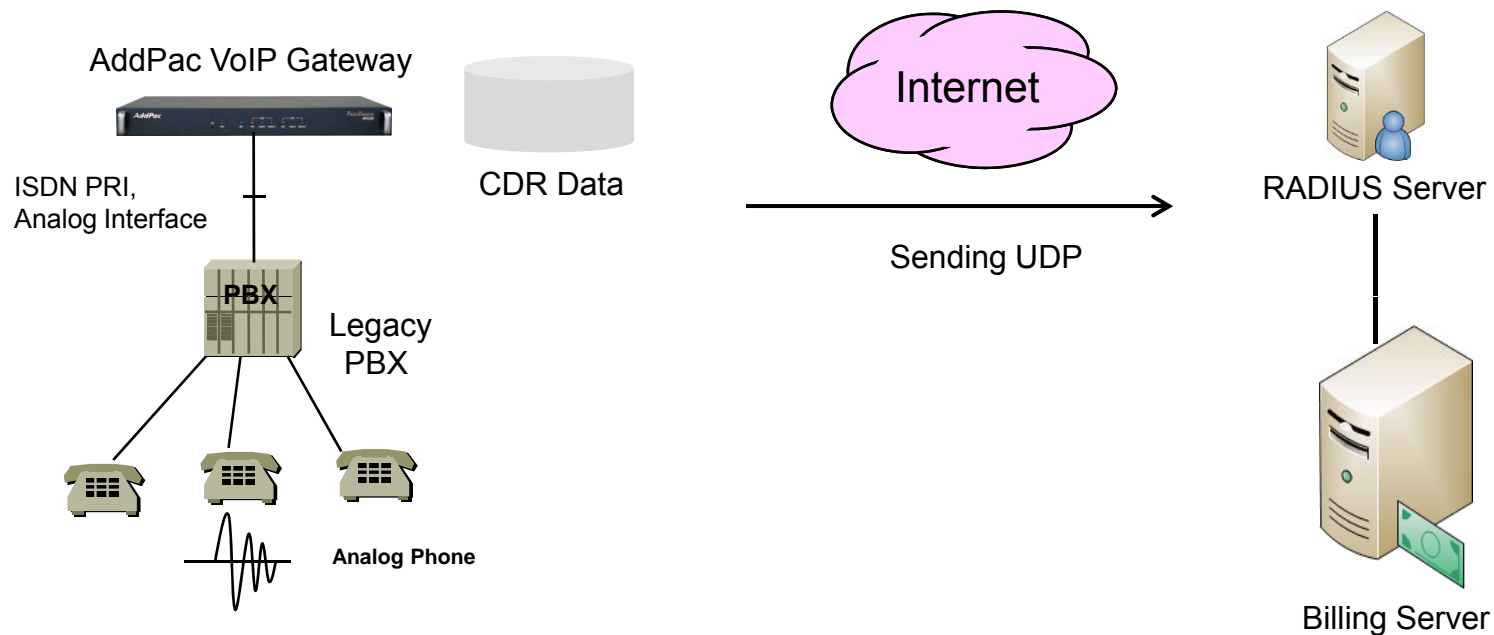 AddPac VoIP Gateway
AddPac
CDR Data
Internet
Sending UDP
RADIUS Server
ISDN PRI,
Analog Interface
PBX
Legacy
PBX
Analog Phone
Billing Server